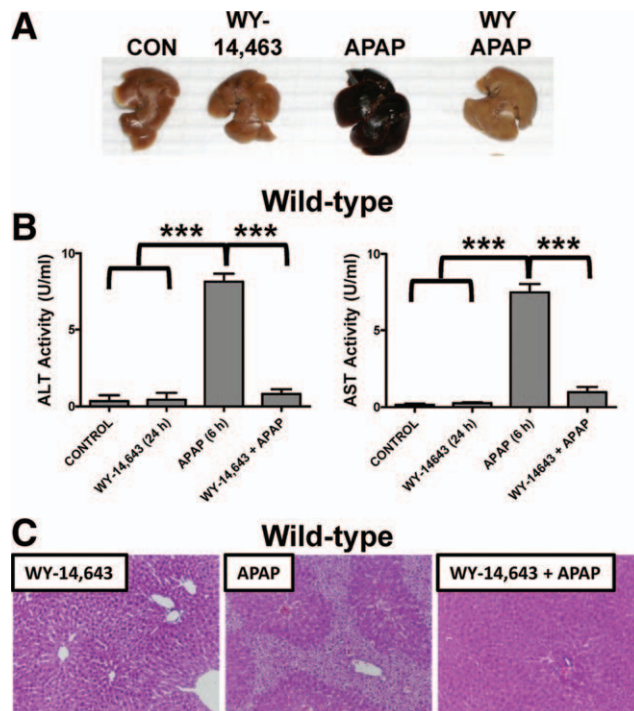 A
CON
WY-
14,463
APAP
WY
APAP
Wild-type
B
***
***
ALT Activity (U/ml)
10
5
0
CONTROL
WY-14,643 (24 h)
APAP (6 h)
WY-14,643 + APAP
***
***
AST Activity (U/ml)
10
5
0
CONTROL
WY-14643 (24 h)
APAP (6 h)
WY-14643 + APAP
C
Wild-type
WY-14,643
APAP
WY-14,643 + APAP